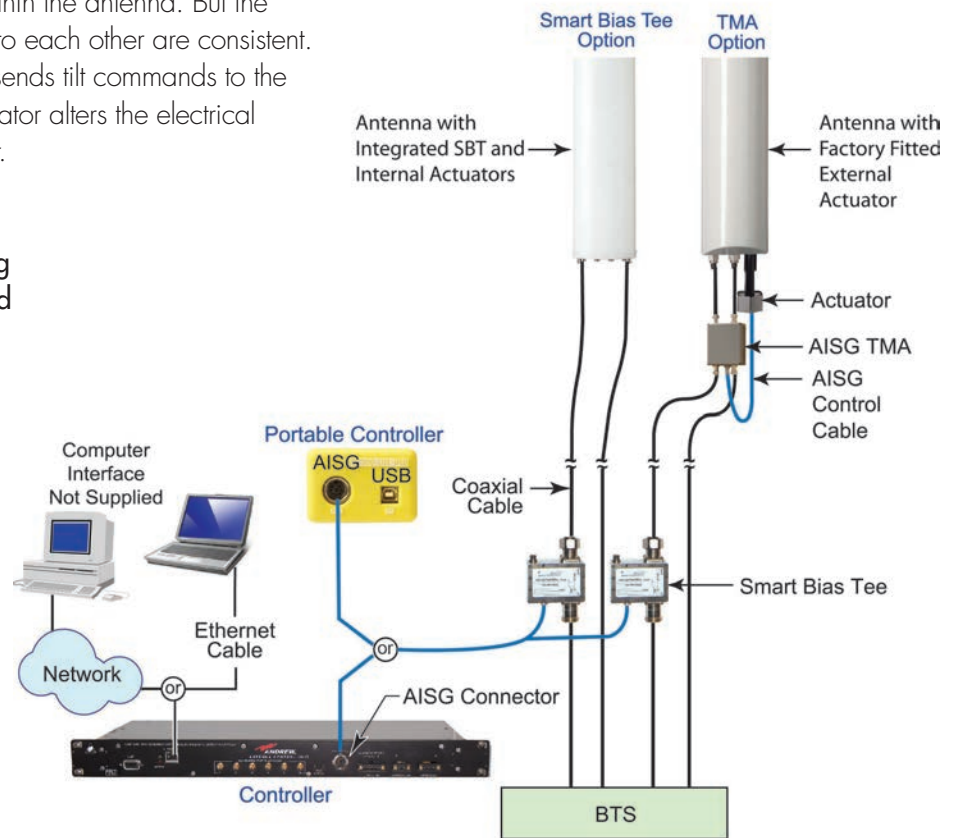 within the antenna. But the
to each other are consistent.
sends tilt commands to the
ator alters the electrical
g
d
Smart Bias Tee
Option
TMA
Option
Antenna with
Integrated SBT and
Internal Actuators
Antenna with
Factory Fitted
External
Actuator
Actuator
AISG TMA
AISG
Control
Cable
Portable Controller
AISG
USB
Computer
Interface
Not Supplied
Coaxial
Cable
Smart Bias Tee
Ethernet
Cable
or
Network
or
AISG Connector
ANDREW
Controller
BTS